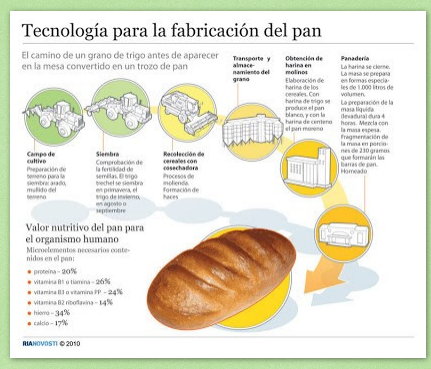 Tecnología para la fabricación del pan
El camino de un grano de trigo antes de aparecer
en la mesa convertido en un trozo de pan
Campo de
cultivo
Preparación de
terreno para la
siembra: arado,
mullido del
terreno
Siembra
Comprobación de
la fertilidad de
semillas. El trigo
trechel se siembra
en primavera, el
trigo de invierno,
en agosto o
septiembre
Recolección de
cereales con
cosechadora
Procesos de
molienda.
Formación de
haces
Transporte y
almace-
namiento del
grano
Obtención de
harina en
molinos
Elaboración de
harina de los
cereales. Con
harina de trigo se
produce el pan
blanco, y con la
harina de centeno
el pan moreno
Panadería
La harina se cierne.
La masa se prepara
en formas especia-
les de 1,000 litros de
volumen.
La preparación de la
masa líquida
(levadura) dura 4
horas. Mezcla con
la masa espesa.
Fragmentación de
la masa en porcio-
nes de 230 gramos
que formarán las
barras de pan.
Horneado
Valor nutritivo del pan para
el organismo humano
Microelementos necesarios conte-
nidos en el pan:
proteína - 20%
vitamina B1 o tiamina - 26%
vitamina B3 o vitamina PP - 24%
vitamina B2 riboflavina - 14%
hierro - 34%
calcio - 17%
RIANOVOSTI © 2010